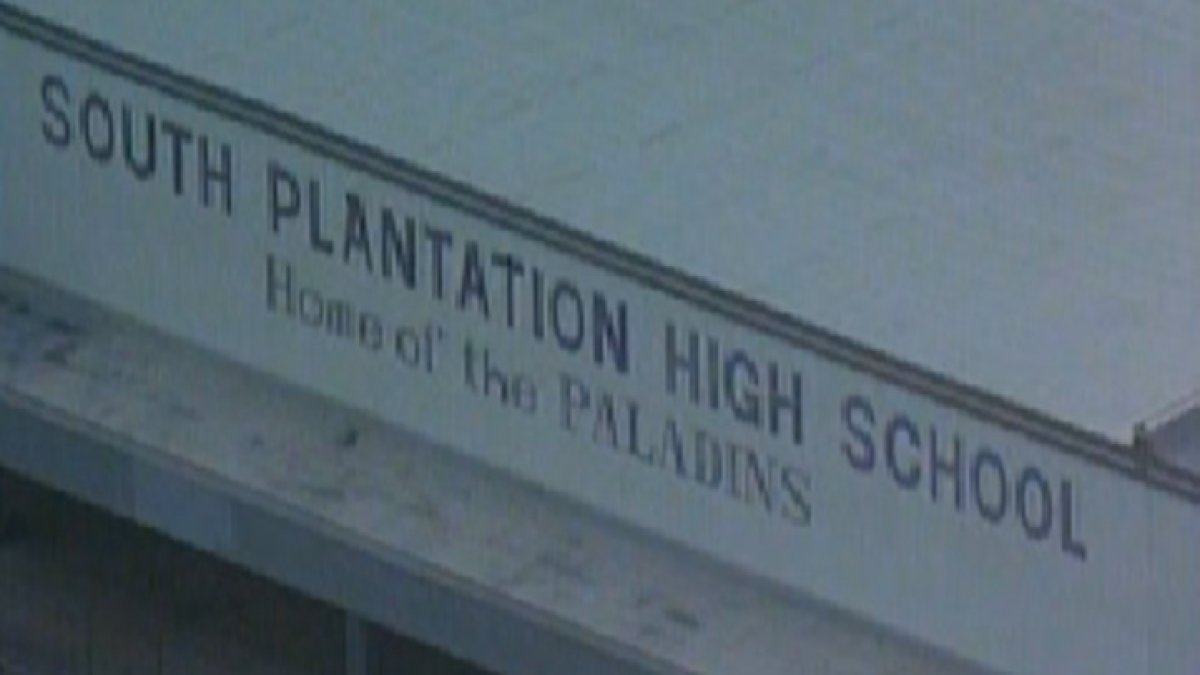 SOUTH PLANTATION HIGH SCHOOL
Home of the PALADINS